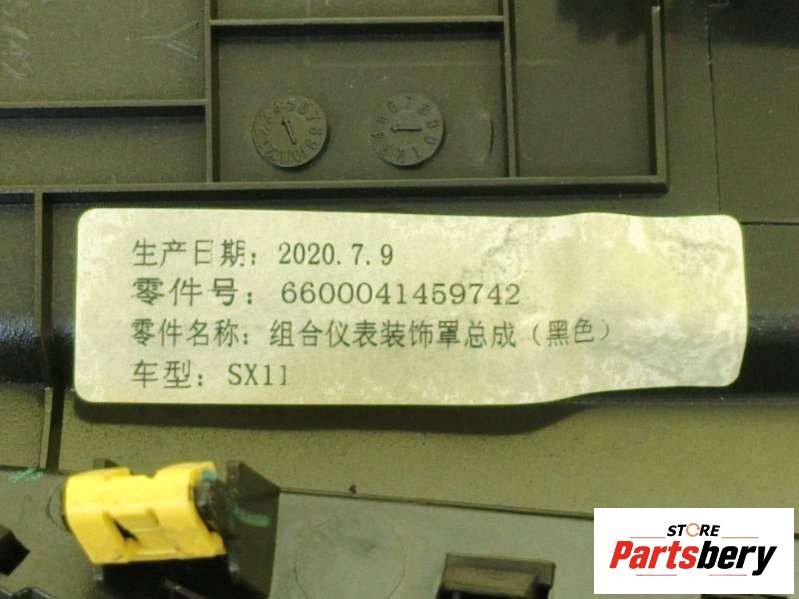 生产日期: 2020.7.9
零件号: 6600041459742
零件名称: 组合仪表装饰罩总成(黑色)
车型: SX11
STORE
Partsbery